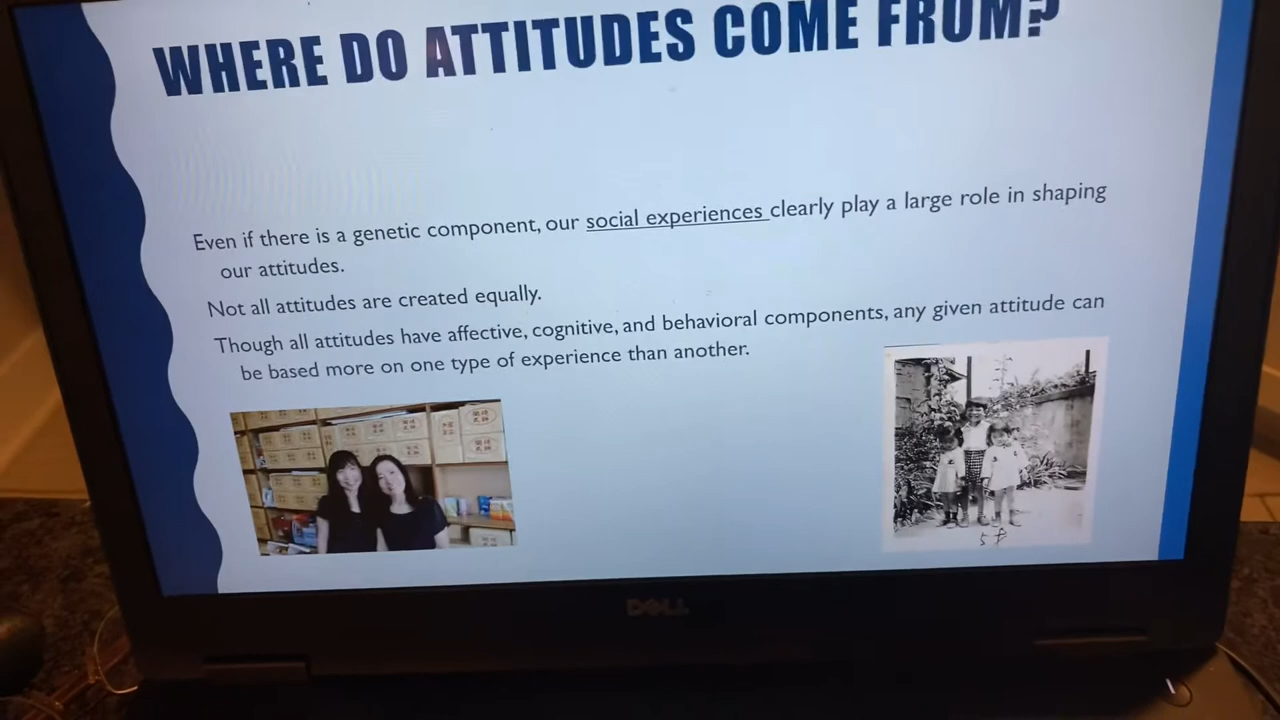 WHERE DO ATTITUDES COME FROM?
Even if there is a genetic component, our social experiences clearly play a large role in shaping
our attitudes.
Not all attitudes are created equally.
Though all attitudes have affective, cognitive, and behavioral components, any given attitude can
be based more on one type of experience than another.
DELL